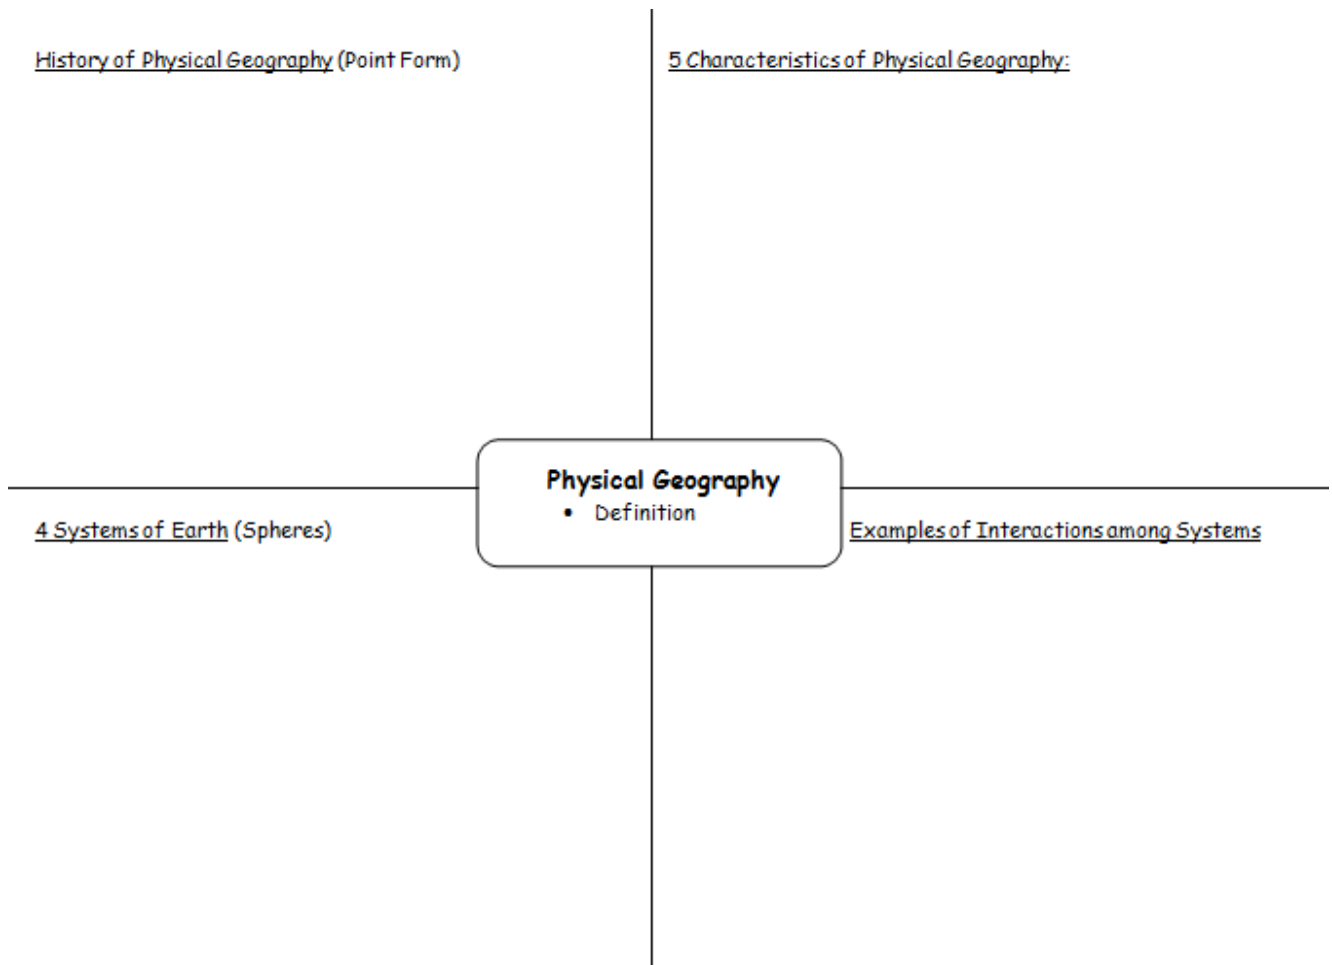 History of Physical Geography (Point Form)
5 Characteristics of Physical Geography:
Physical Geography
• Definition
4 Systems of Earth (Spheres)
Examples of Interactions among Systems